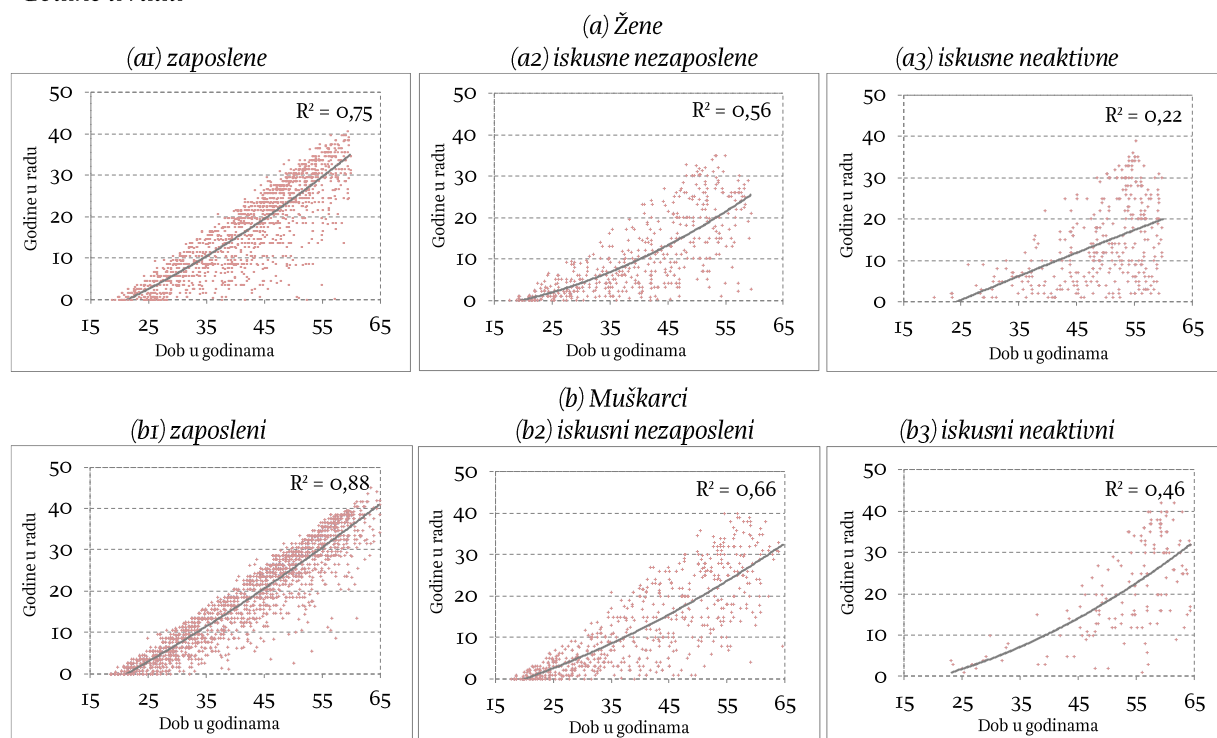 (a) Žene
(a1) zaposlene
(a2) iskusne nezaposlene
(a3) iskusne neaktivne
R² = 0,75
50
40
30
20
10
0
Godine u radu
15 25 35 45 55 65
Dob u godinama
R² = 0,56
50
40
30
20
10
0
Godine u radu
15 25 35 45 55 65
Dob u godinama
R² = 0,22
50
40
30
20
10
0
Godine u radu
15 25 35 45 55 65
Dob u godinama
(b) Muškarci
(b1) zaposleni
(b2) iskusni nezaposleni
(b3) iskusni neaktivni
R² = 0,88
50
40
30
20
10
0
Godine u radu
15 25 35 45 55 65
Dob u godinama
R² = 0,66
50
40
30
20
10
0
Godine u radu
15 25 35 45 55 65
Dob u godinama
R² = 0,46
50
40
30
20
10
0
Godine u radu
15 25 35 45 55 65
Dob u godinama